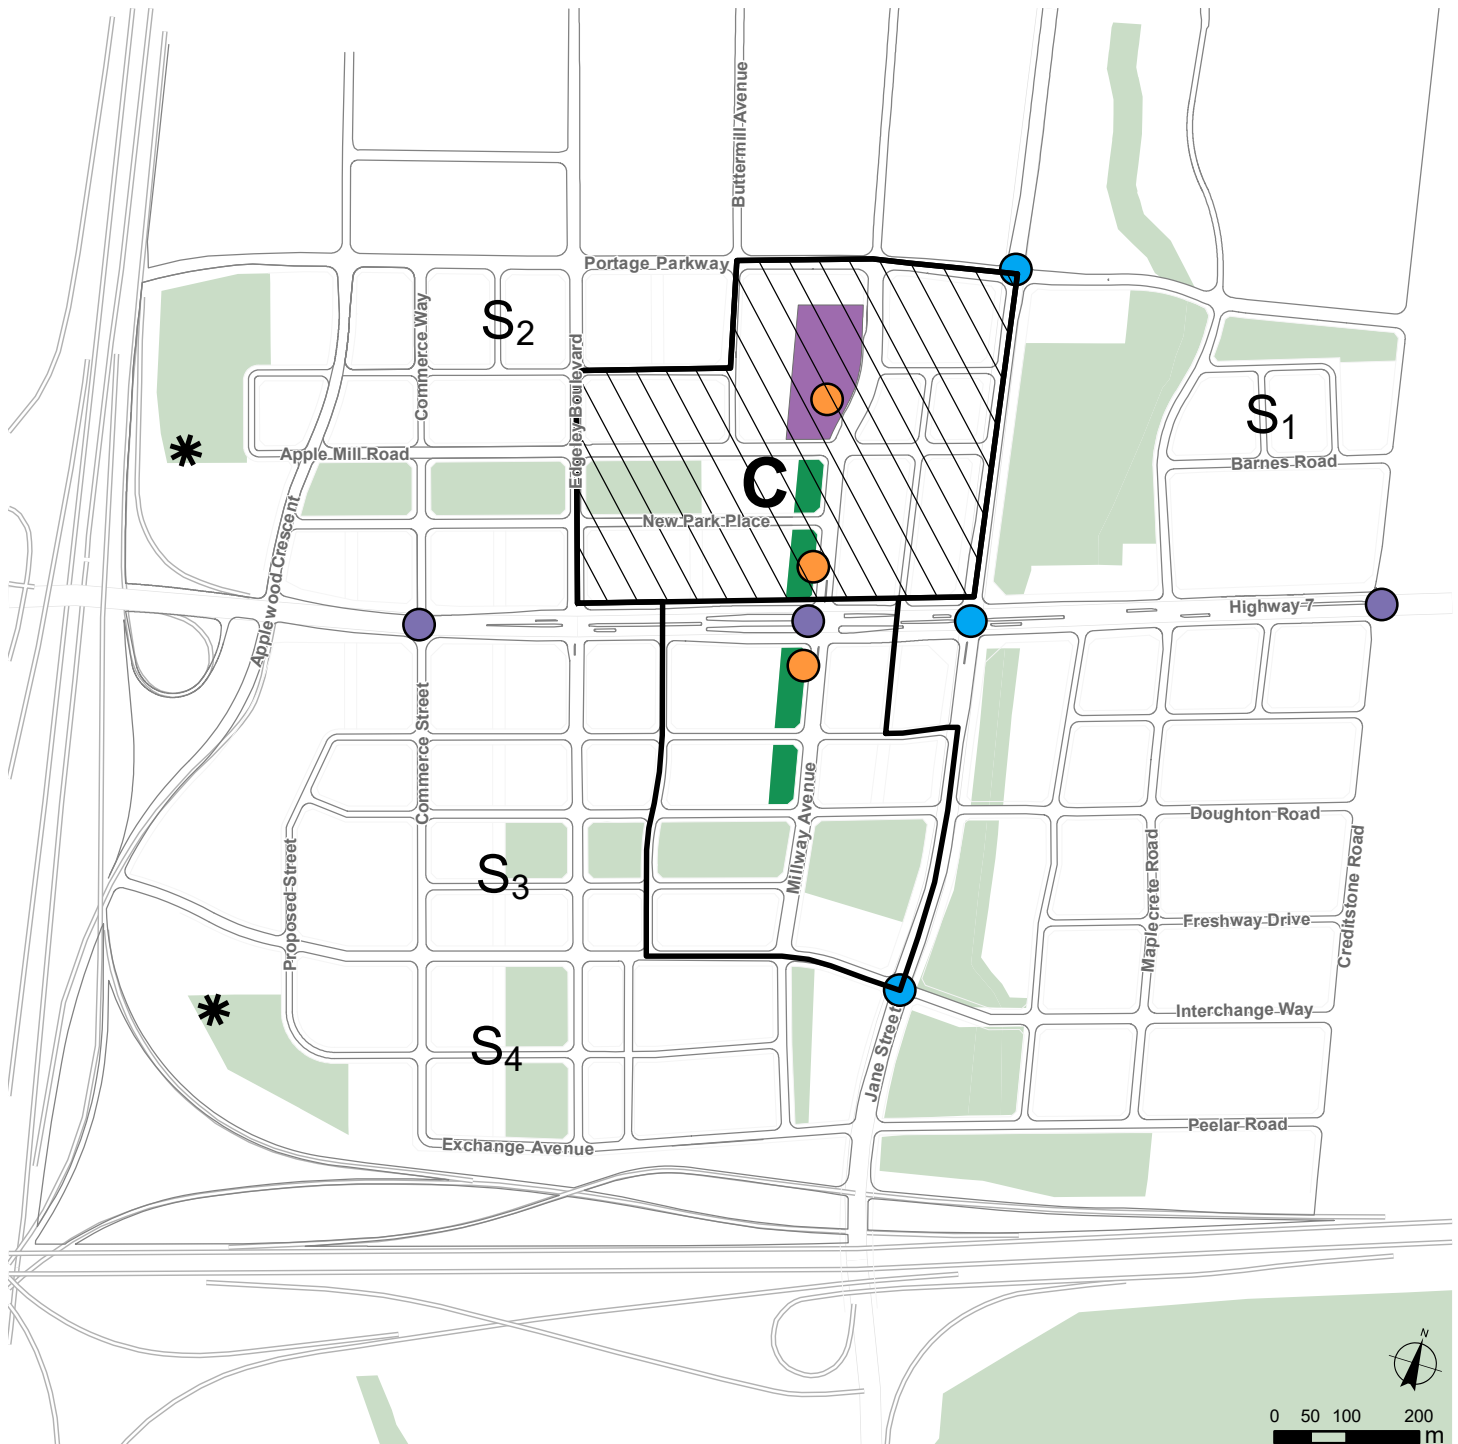 Buttermill Avenue
Portage Parkway
S2
Commerce Way
Edgeley Boulevard
S1
Apple Mill Road
Barnes Road
C
New Park Place
Applewood Crescent
Highway 7
Commerce Street
Millway Avenue
Doughton Road
S3
Proposed Street
Maplecrete Road
Creditstone Road
Freshway Drive
Interchange Way
S4
Jane Street
Peelar Road
Exchange Avenue
N
0 50 100 200
m